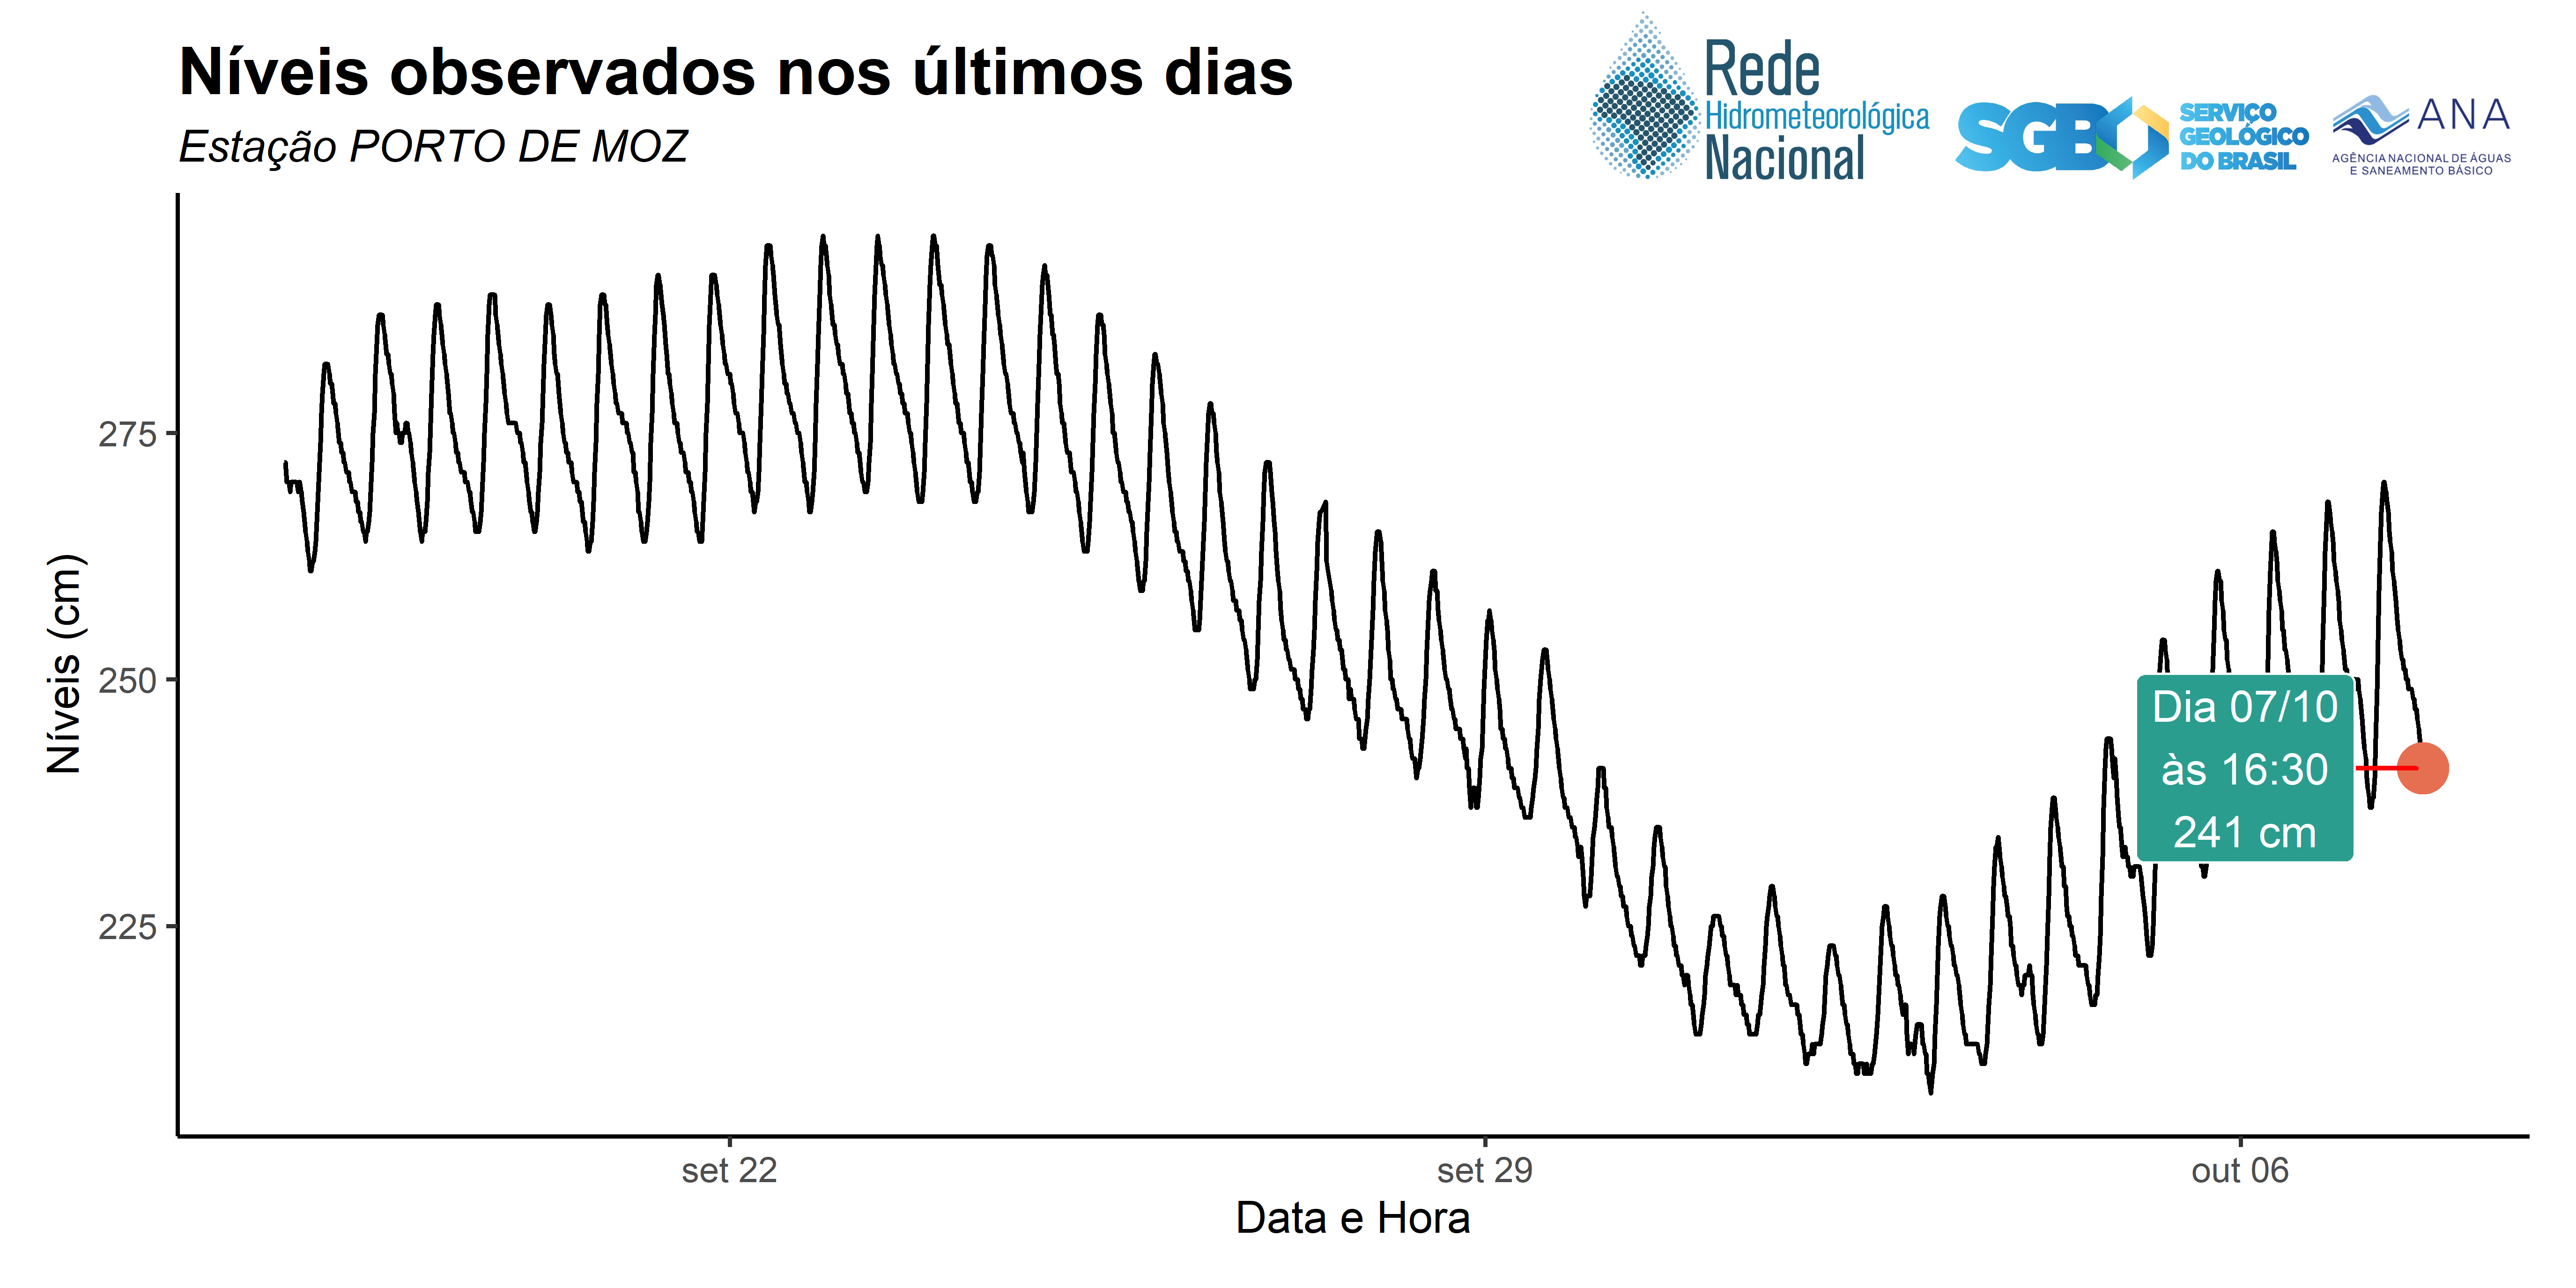 Níveis observados nos últimos dias
Estação PORTO DE MOZ
Rede
Hidrometeorológica
Nacional
SGB
SERVIÇO
GEOLÓGICO
DO BRASIL
ANA
AGÊNCIA NACIONAL DE ÁGUAS
E SANEAMENTO BÁSICO
Níveis (cm)
275
250
225
Dia 07/10
às 16:30
241 cm
set 22
set 29
out 06
Data e Hora